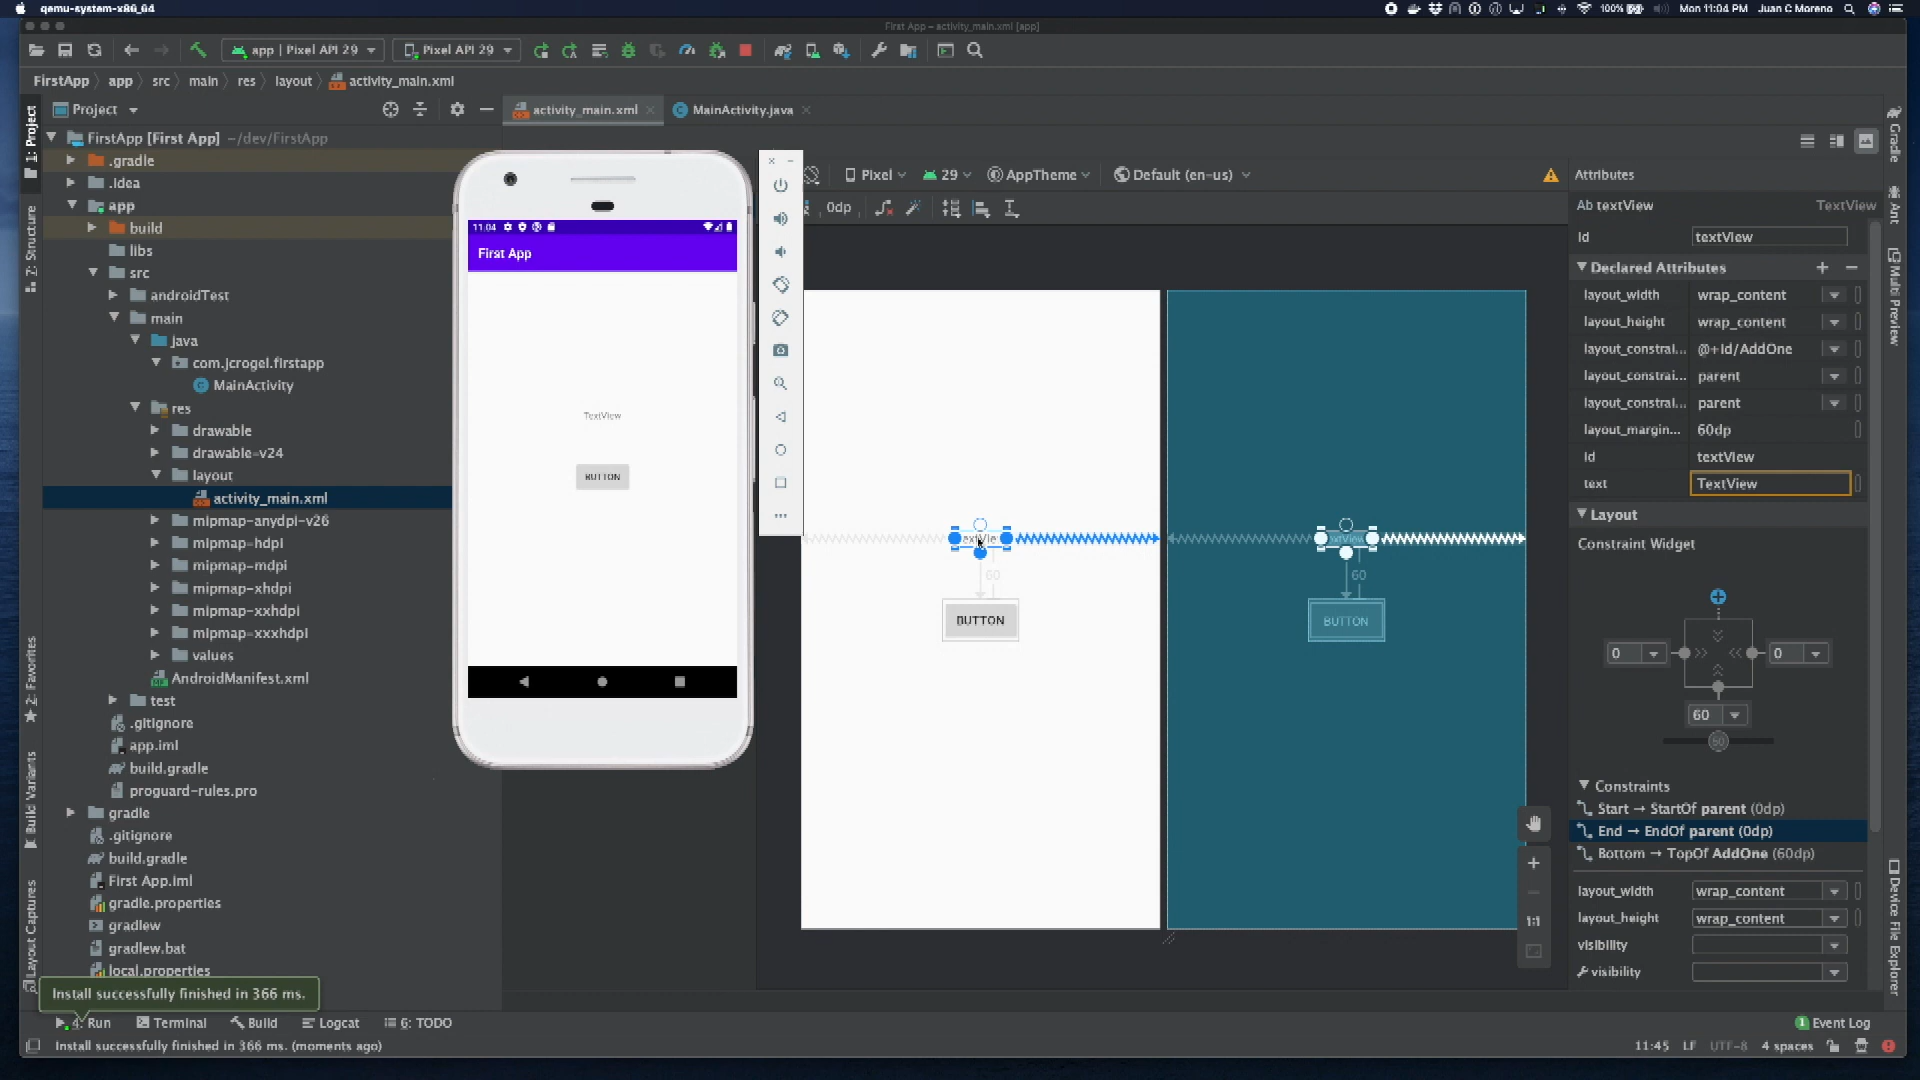 qemu-system-x86_64
100%
Mon 11:04 PM
Juan C Moreno
First App – activity_main.xml [app]
app | Pixel API 29
Pixel API 29
FirstApp
app
src
main
res
layout
activity_main.xml
Project
activity_main.xml
MainActivity.java
1: Project
7: Structure
2: Favorites
Build Variants
Layout Captures
FirstApp [First App] ~/dev/FirstApp
.gradle
.idea
app
build
libs
src
androidTest
main
java
com.jcrogel.firstapp
MainActivity
res
drawable
drawable-v24
layout
activity_main.xml
mipmap-anydpi-v26
mipmap-hdpi
mipmap-mdpi
mipmap-xhdpi
mipmap-xxhdpi
mipmap-xxxhdpi
values
AndroidManifest.xml
test
.gitignore
app.iml
build.gradle
proguard-rules.pro
gradle
.gitignore
build.gradle
First App.iml
gradle.properties
gradlew
gradlew.bat
local.properties
Install successfully finished in 366 ms.
11:04
First App
TextView
BUTTON
Pixel
29
AppTheme
Default (en-us)
0dp
60
BUTTON
60
BUTTON
1:1
Attributes
Ab textView
TextView
id
textView
Declared Attributes
layout_width
wrap_content
layout_height
wrap_content
layout_constrai...
@+id/AddOne
layout_constrai...
parent
layout_constrai...
parent
layout_margin...
60dp
id
textView
text
TextView
Layout
Constraint Widget
0
0
60
50
Constraints
Start → StartOf parent (0dp)
End → EndOf parent (0dp)
Bottom → TopOf AddOne (60dp)
layout_width
wrap_content
layout_height
wrap_content
visibility
visibility
Gradle
Ant
Multi Preview
Device File Explorer
4: Run
Terminal
Build
Logcat
6: TODO
1
Event Log
Install successfully finished in 366 ms. (moments ago)
11:45
LF
UTF-8
4 spaces